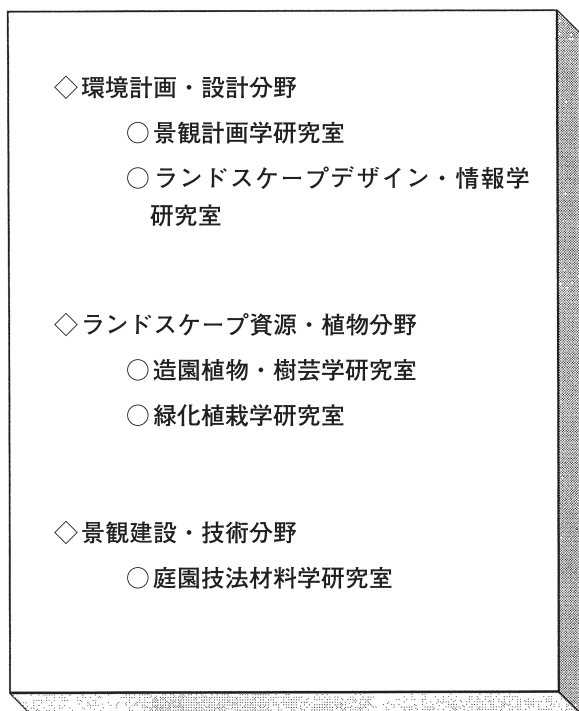 ◇環境計画・設計分野
○景観計画学研究室
○ランドスケープデザイン・情報学
研究室
◇ランドスケープ資源・植物分野
○造園植物・樹芸学研究室
○緑化植栽学研究室
◇景観建設・技術分野
○庭園技法材料学研究室